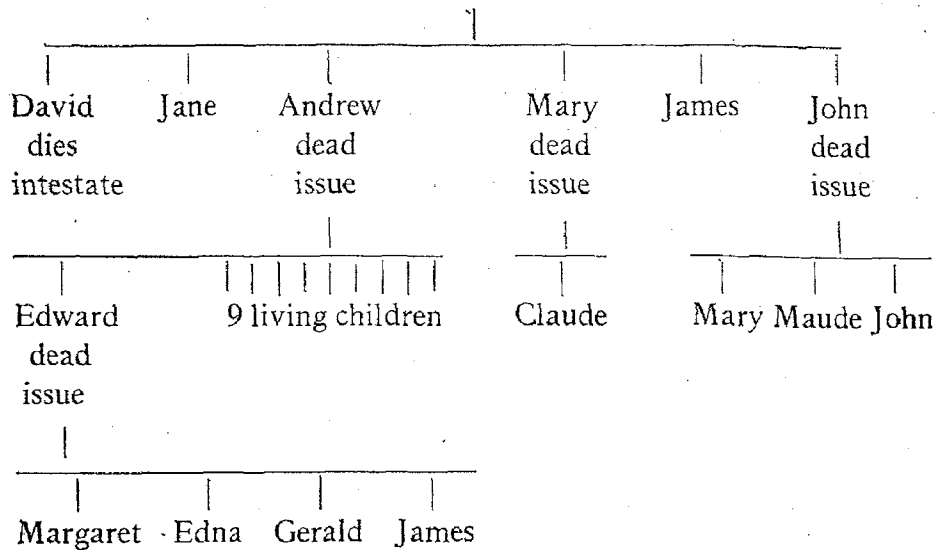 David Jane Andrew Mary James John
dies dead dead dead
intestate issue issue issue
Edward 9 living children Claude Mary Maude John
dead
issue
Margaret Edna Gerald James